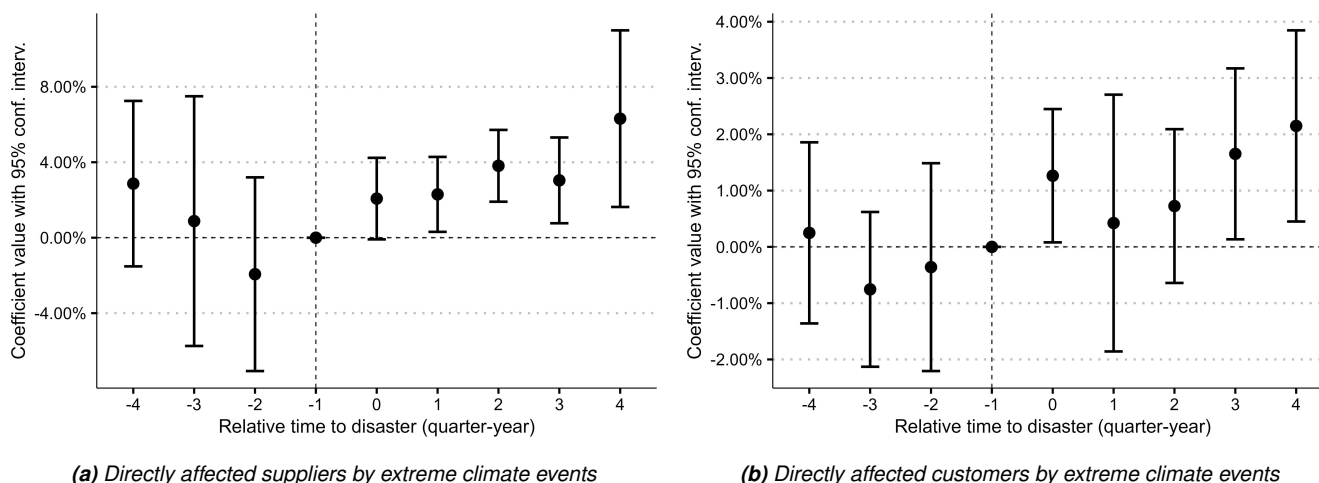 Coefficient value with 95% conf. interv.
8.00%
4.00%
0.00%
-4.00%
-4 -3 -2 -1 0 1 2 3 4
Relative time to disaster (quarter-year)
(a) Directly affected suppliers by extreme climate events
Coefficient value with 95% conf. interv.
4.00%
3.00%
2.00%
1.00%
0.00%
-1.00%
-2.00%
-4 -3 -2 -1 0 1 2 3 4
Relative time to disaster (quarter-year)
(b) Directly affected customers by extreme climate events